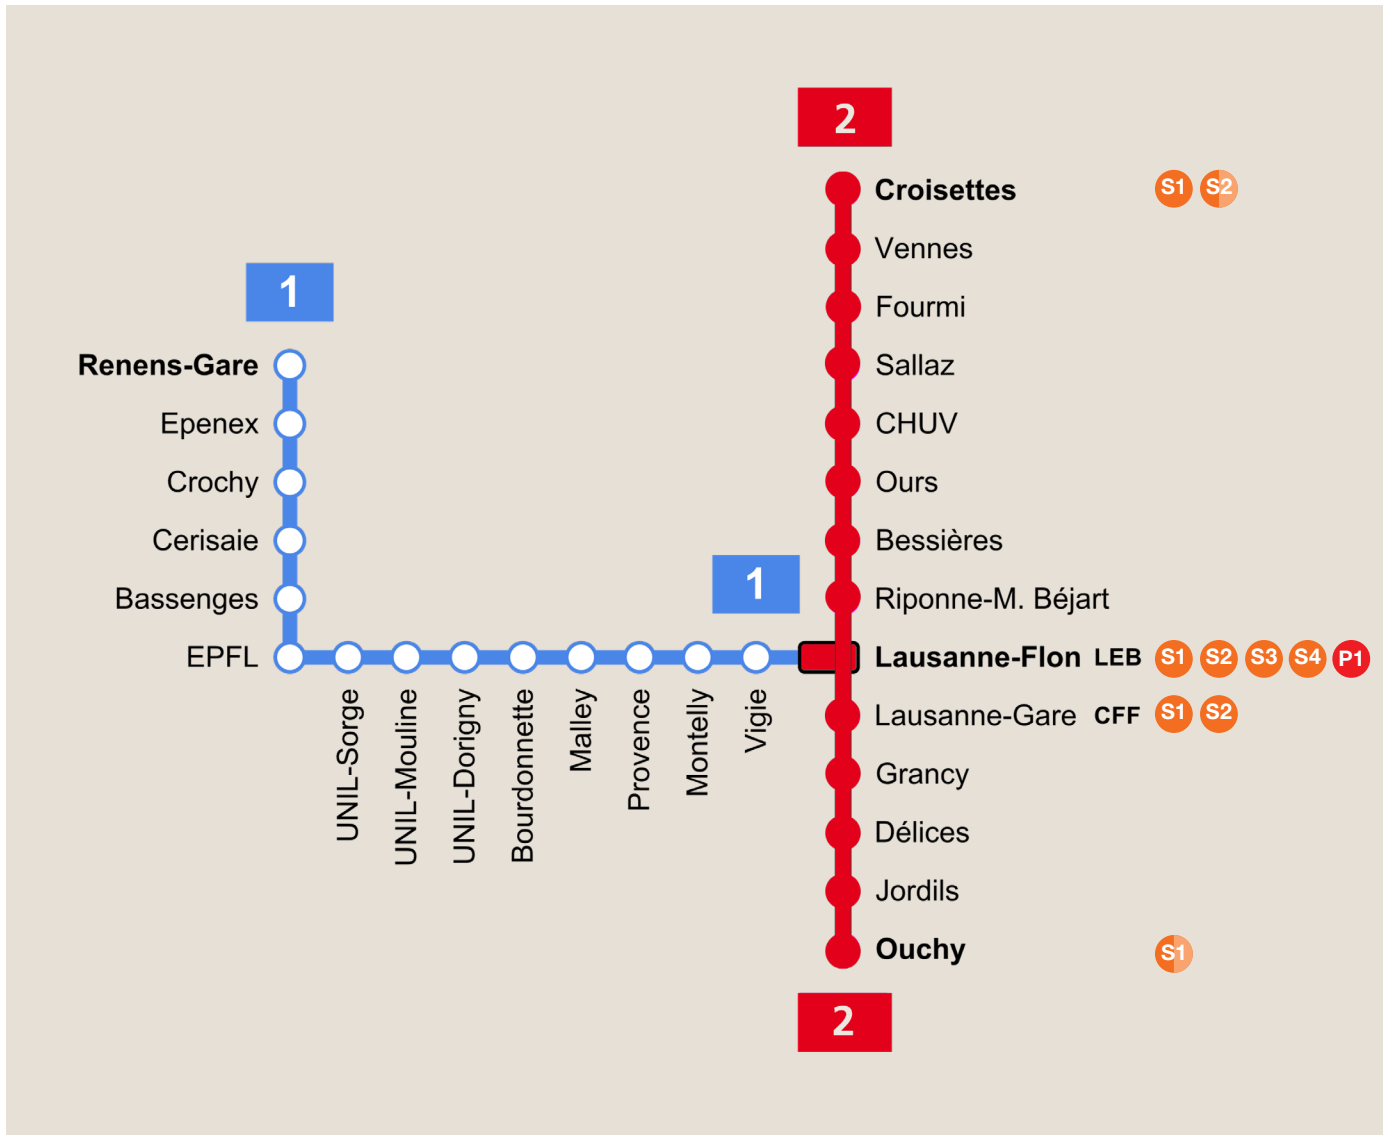 2
Croisettes S1 S2
Vennes
1
Fourmi
Renens-Gare
Sallaz
Epenex
CHUV
Crochy
Ours
Cerisaie
Bessières
1
Bassenges
Riponne-M. Béjart
EPFL
Lausanne-Flon LEB S1 S2 S3 S4 P1
UNIL-Sorge
UNIL-Mouline
UNIL-Dorigny
Bourdonnette
Malley
Provence
Montelly
Vigie
Lausanne-Gare CFF S1 S2
Grancy
Délices
Jordils
Ouchy S1
2